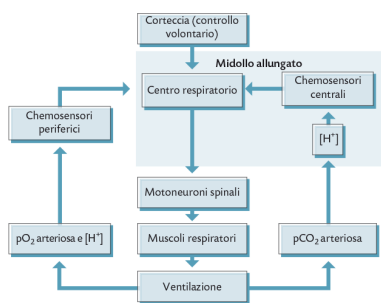 Corteccia (controllo
volontario)
Midollo allungato
Centro respiratorio
Chemosensori
centrali
Chemosensori
periferici
[H⁺]
Motoneuroni spinali
pO₂ arteriosa e [H⁺]
Muscoli respiratori
pCO₂ arteriosa
Ventilazione